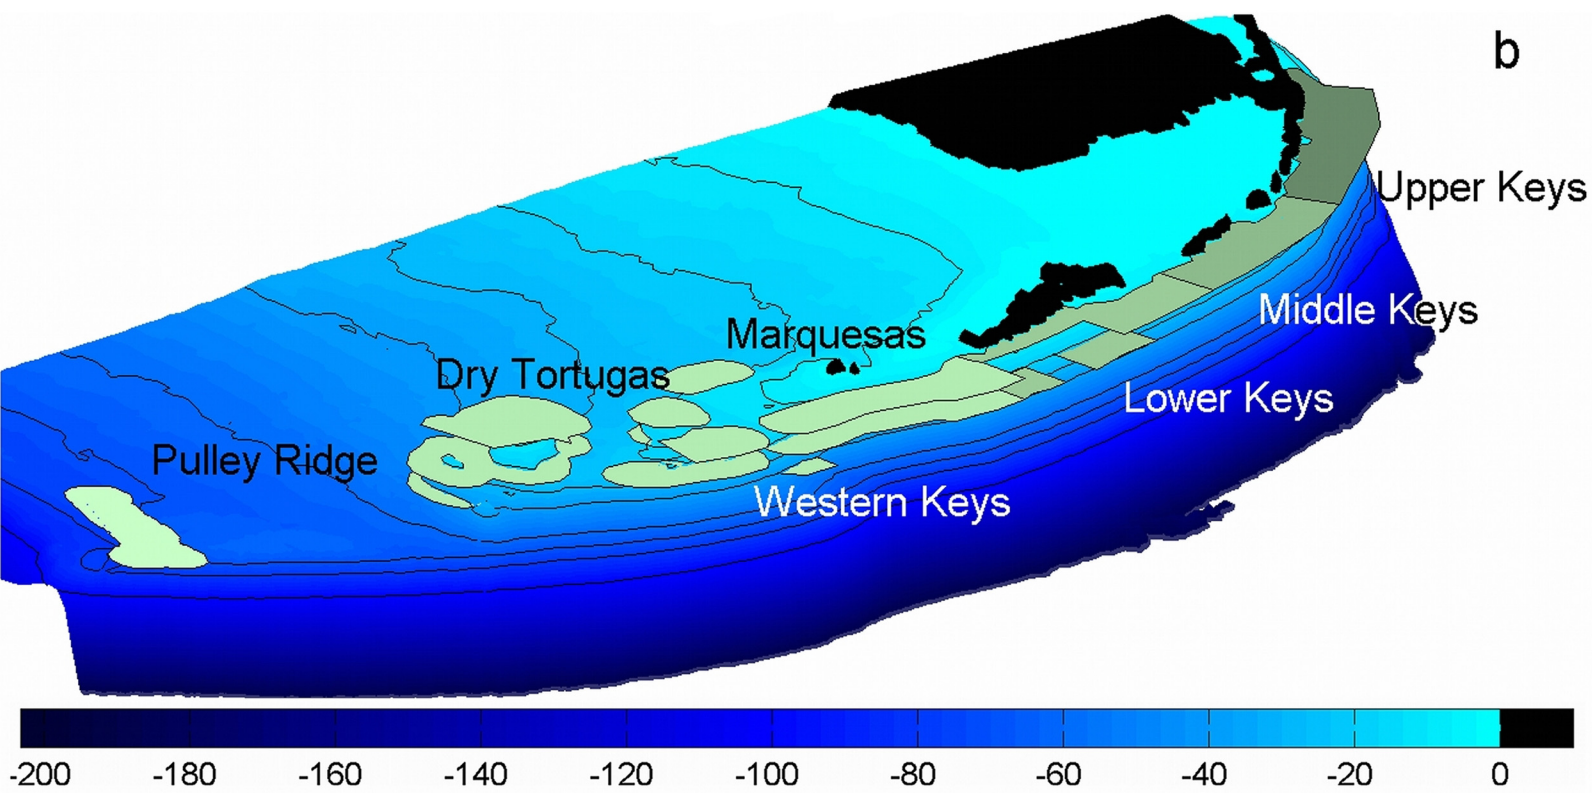 b
Upper Keys
Middle Keys
Marquesas
Dry Tortugas
Lower Keys
Pulley Ridge
Western Keys
-200 -180 -160 -140 -120 -100 -80 -60 -40 -20 0